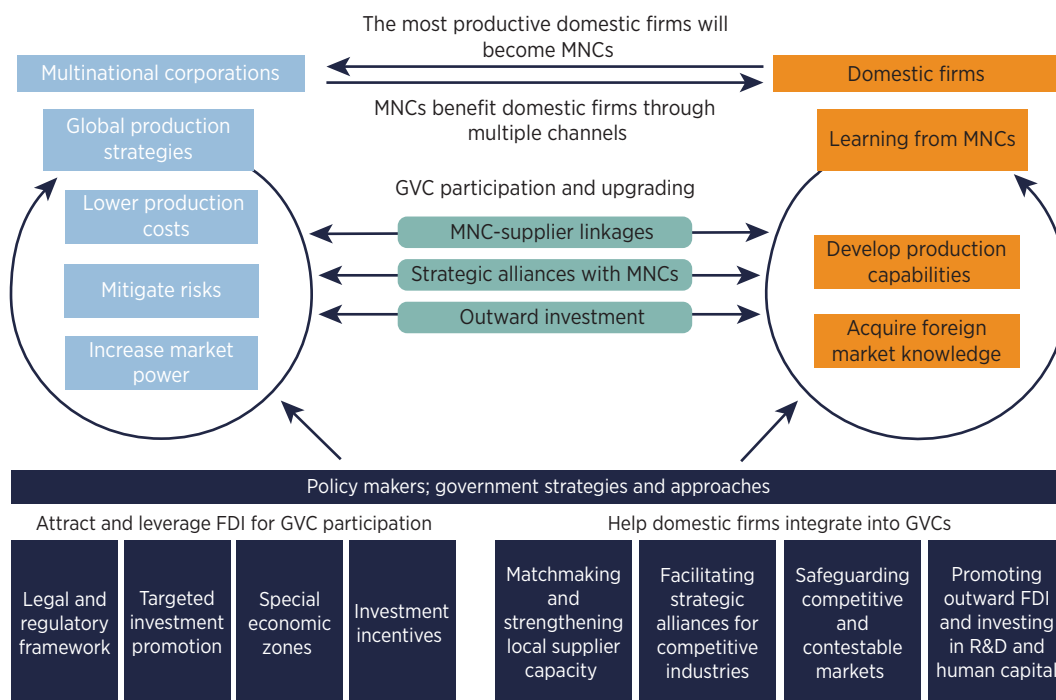 The most productive domestic firms will
become MNCs
Multinational corporations
Domestic firms
MNCs benefit domestic firms through
multiple channels
Global production
strategies
Learning from MNCs
GVC participation and upgrading
Lower production
costs
MNC-supplier linkages
Develop production
capabilities
Strategic alliances with MNCs
Mitigate risks
Outward investment
Acquire foreign
market knowledge
Increase market
power
Policy makers; government strategies and approaches
Attract and leverage FDI for GVC participation
Help domestic firms integrate into GVCs
Legal and
regulatory
framework
Targeted
investment
promotion
Special
economic
zones
Investment
incentives
Matchmaking
and
strengthening
local supplier
capacity
Facilitating
strategic
alliances for
competitive
industries
Safeguarding
competitive
and
contestable
markets
Promoting
outward FDI
and investing
in R&D and
human capital